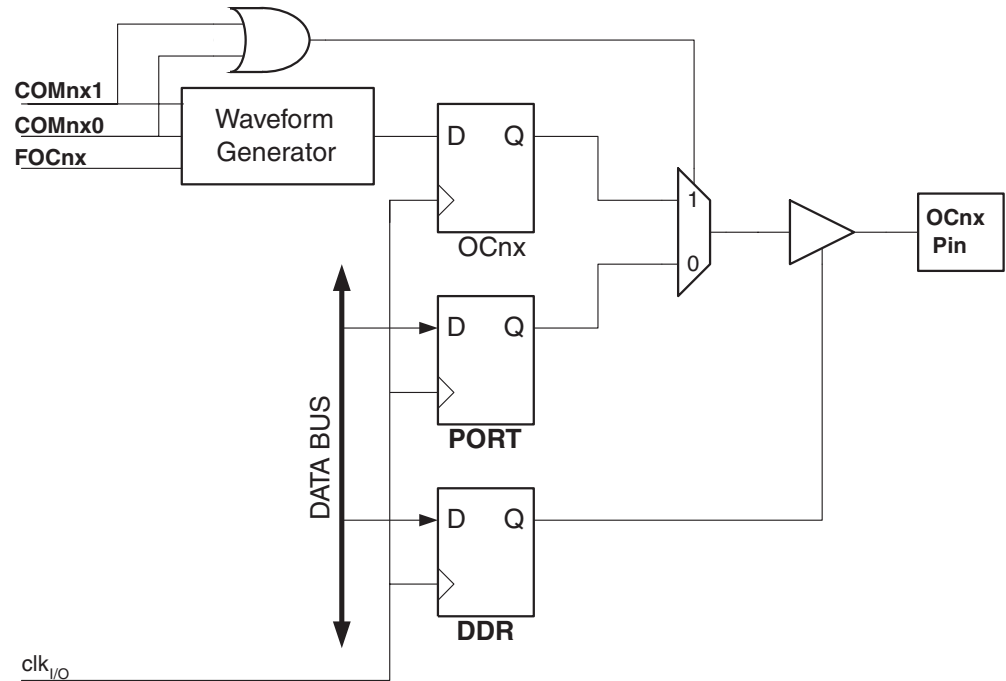 COMnx1
COMnx0
FOCnx
Waveform
Generator
D Q
OCnx
1
0
OCnx
Pin
D Q
PORT
DATA BUS
D Q
DDR
clkI/O